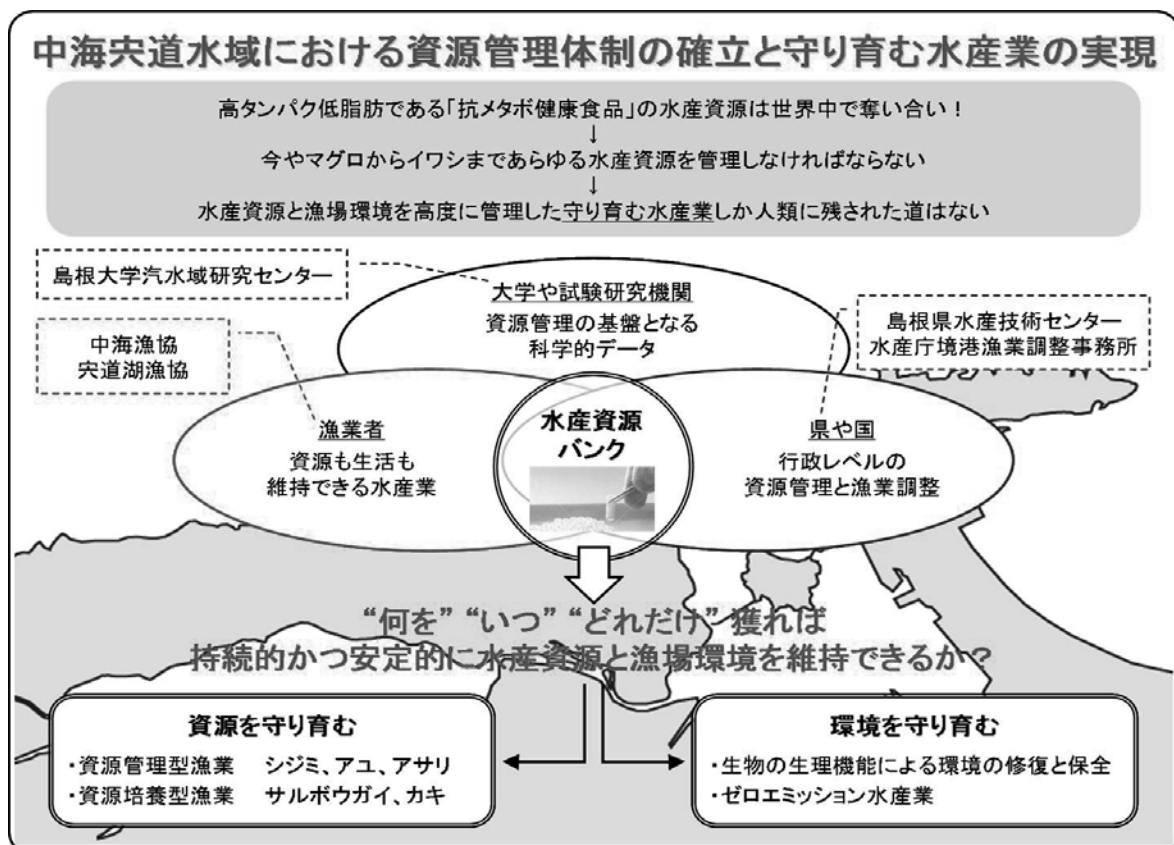 中海宍道水域における資源管理体制の確立と守り育む水産業の実現
高タンパク低脂肪である「抗メタボ健康食品」の水産資源は世界中で奪い合い！
↓
今やマグロからイワシまであらゆる水産資源を管理しなければならない
↓
水産資源と漁場環境を高度に管理した守り育む水産業しか人類に残された道はない
島根大学汽水域研究センター
大学や試験研究機関
資源管理の基盤となる
科学的データ
中海漁協
宍道湖漁協
島根県水産技術センター
水産庁境港漁業調整事務所
漁業者
資源も生活も
維持できる水産業
水産資源
バンク
県や国
行政レベルの
資源管理と漁業調整
“何を” “いつ” “どれだけ” 獲れば
持続的かつ安定的に水産資源と漁場環境を維持できるか？
資源を守り育む
・資源管理型漁業　シジミ、アユ、アサリ
・資源培養型漁業　サルボウガイ、カキ
環境を守り育む
・生物の生理機能による環境の修復と保全
・ゼロエミッション水産業